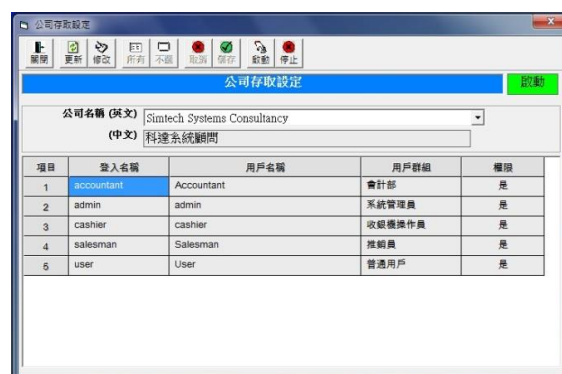 公司存取設定
關閉 更新 修改 所有 不選 取消 儲存 啟動 停止
公司存取設定 啟動
公司名稱 (英文) Simtech Systems Consultancy
(中文) 科達系統顧問
項目 登入名稱 用戶名稱 用戶群組 權限
1 accountant Accountant 會計部 是
2 admin admin 系統管理員 是
3 cashier cashier 收銀機操作員 是
4 salesman Salesman 推銷員 是
5 user User 普通用戶 是